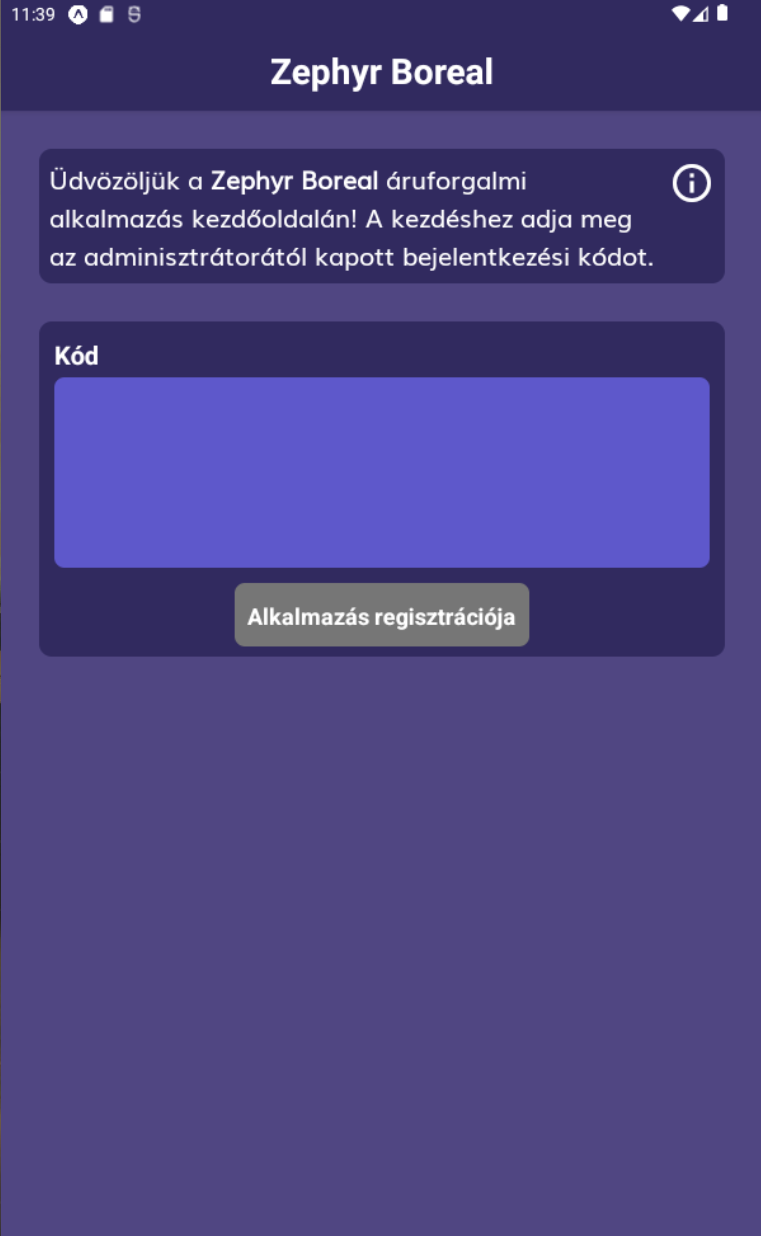 11:39
Zephyr Boreal
Üdvözöljük a Zephyr Boreal áruforgalmi
alkalmazás kezdőoldalán! A kezdéshez adja meg
az adminisztrátorától kapott bejelentkezési kódot.
Kód
Alkalmazás regisztrációja